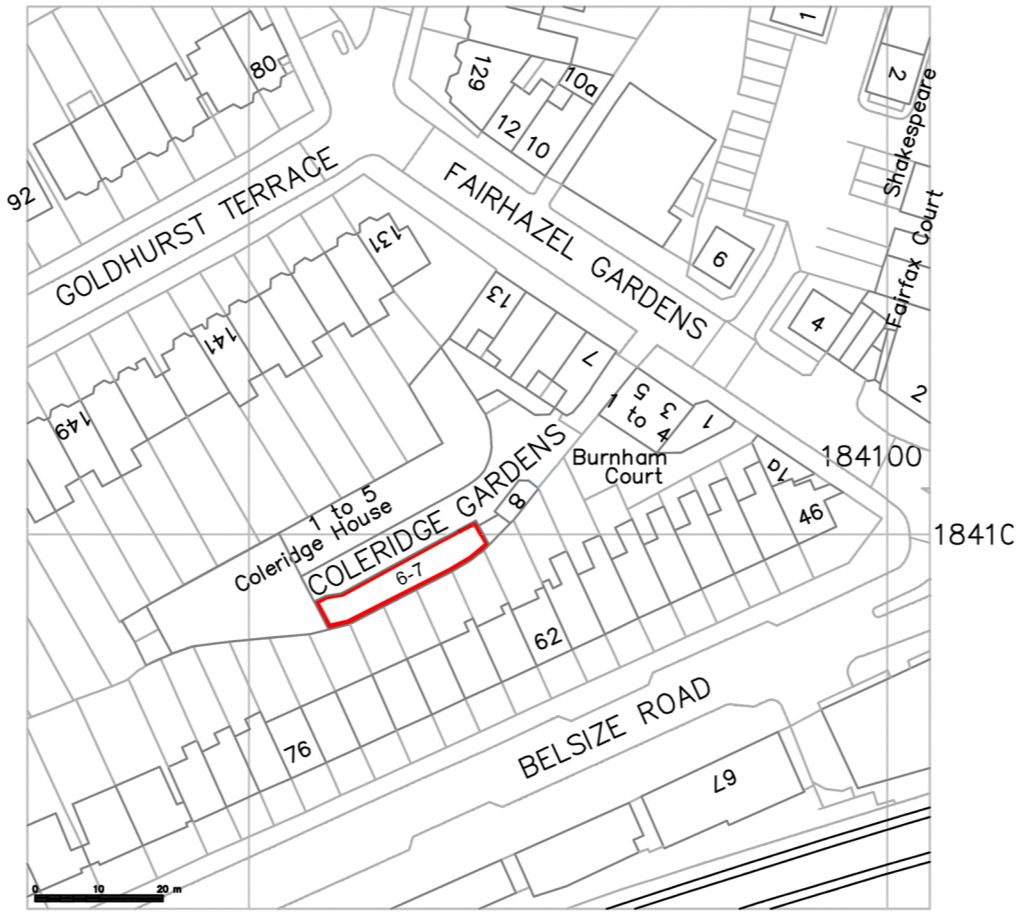 1
80
129
10a
2
12
10
92
Shakespeare
GOLDHURST TERRACE
FAIRHAZEL GARDENS
131
6
Fairfax Court
13
4
141
7
2
149
1 to 4
3 5
1
184100
Burnham
Court
1a
1 to 5
Coleridge House
COLERIDGE GARDENS
8
46
1841C
6-7
62
76
BELSIZE ROAD
67
0 10 20 m